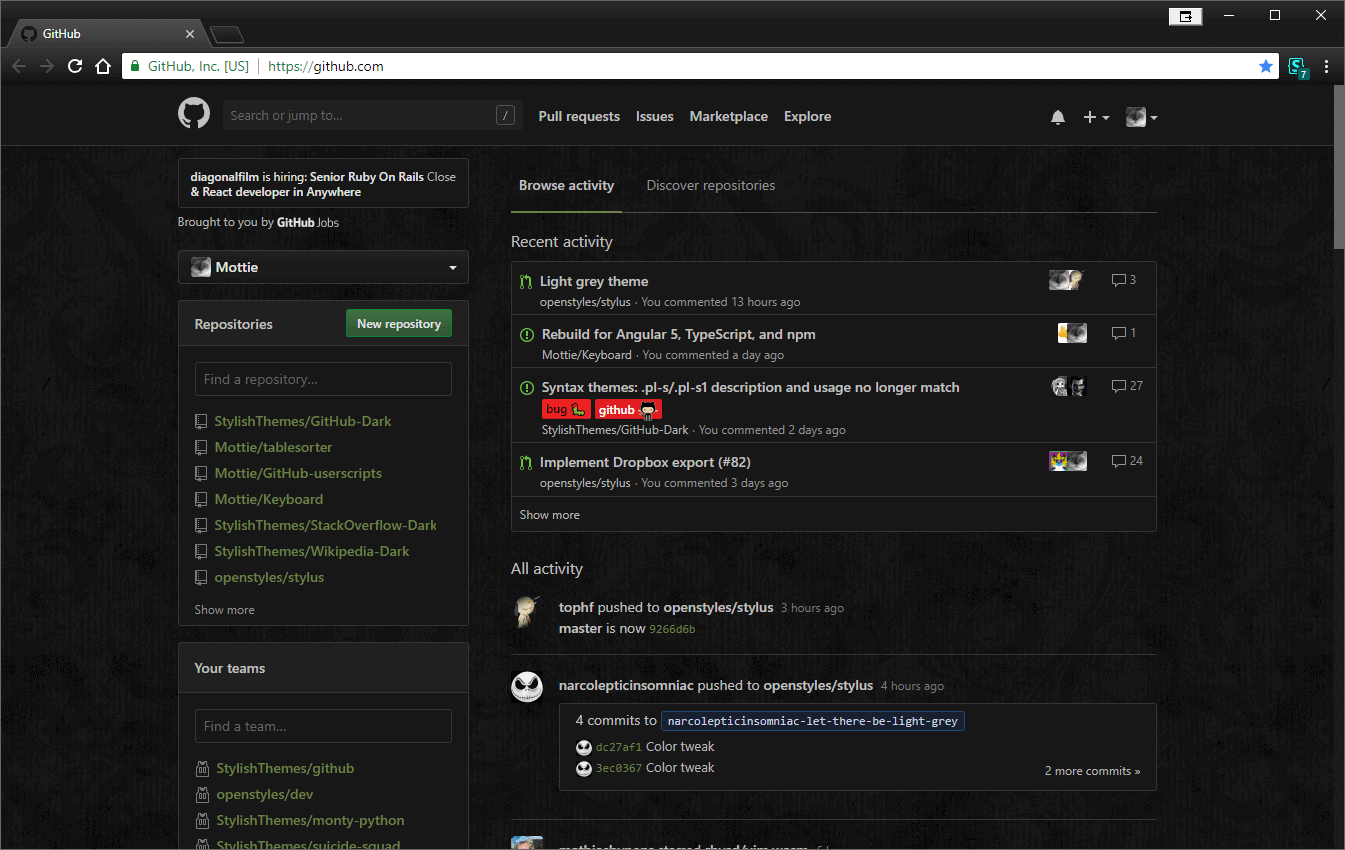 GitHub
GitHub, Inc. [US] https://github.com
7
Search or jump to... /
Pull requests Issues Marketplace Explore
diagonalfilm is hiring: Senior Ruby On Rails Close
& React developer in Anywhere
Brought to you by GitHub Jobs
Mottie
Repositories New repository
Find a repository...
StylishThemes/GitHub-Dark
Mottie/tablesorter
Mottie/GitHub-userscripts
Mottie/Keyboard
StylishThemes/StackOverflow-Dark
StylishThemes/Wikipedia-Dark
openstyles/stylus
Show more
Your teams
Find a team...
StylishThemes/github
openstyles/dev
StylishThemes/monty-python
StylishThemes/suicide-squad
Browse activity Discover repositories
Recent activity
Light grey theme 3
openstyles/stylus · You commented 13 hours ago
Rebuild for Angular 5, TypeScript, and npm 1
Mottie/Keyboard · You commented a day ago
Syntax themes: .pl-s/.pl-s1 description and usage no longer match 27
bug github
StylishThemes/GitHub-Dark · You commented 2 days ago
Implement Dropbox export (#82) 24
openstyles/stylus · You commented 3 days ago
Show more
All activity
tophf pushed to openstyles/stylus 3 hours ago
master is now 9266d6b
narcolepticinsomniac pushed to openstyles/stylus 4 hours ago
4 commits to narcolepticinsomniac-let-there-be-light-grey
dc27af1 Color tweak
3ec0367 Color tweak
2 more commits »